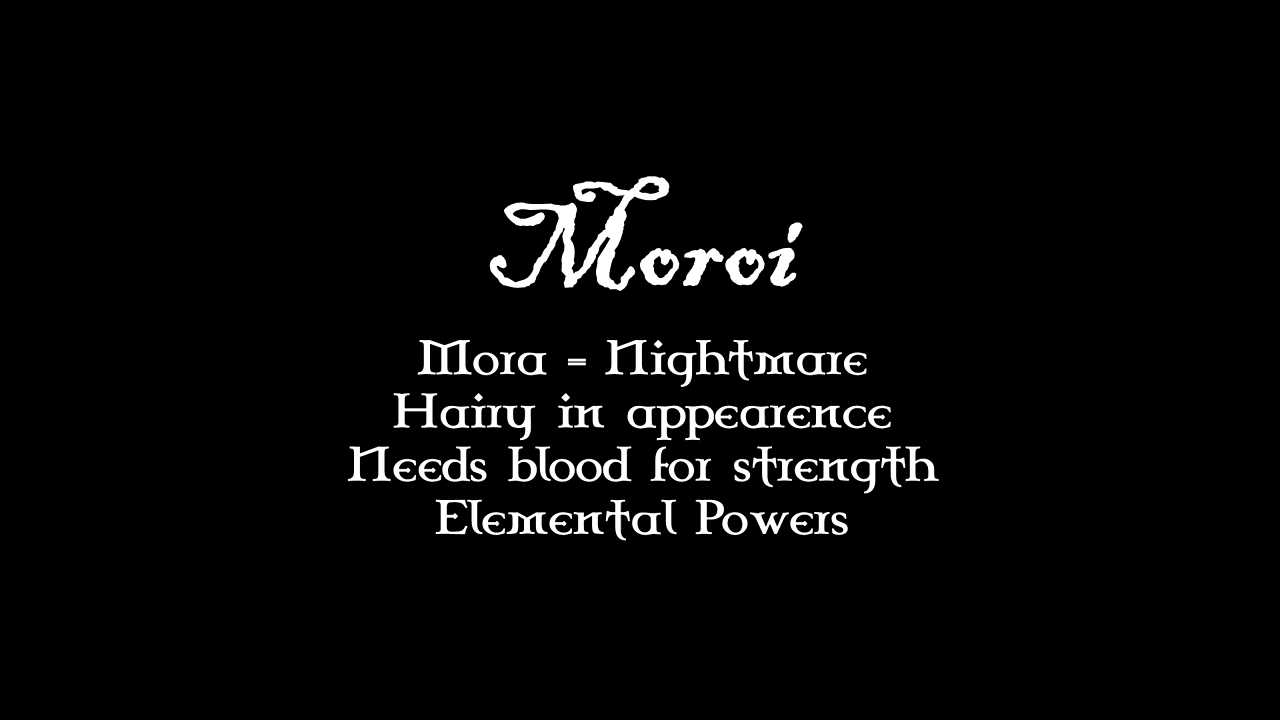 Moroi
Mora = Nightmare
Hairy in appearence
Needs blood for strength
Elemental Powers